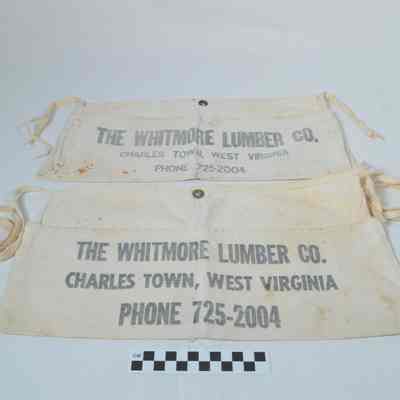 THE WHITMORE LUMBER CO.
CHARLES TOWN, WEST VIRGINIA
PHONE 725-2004
THE WHITMORE LUMBER CO.
CHARLES TOWN, WEST VIRGINIA
PHONE 725-2004